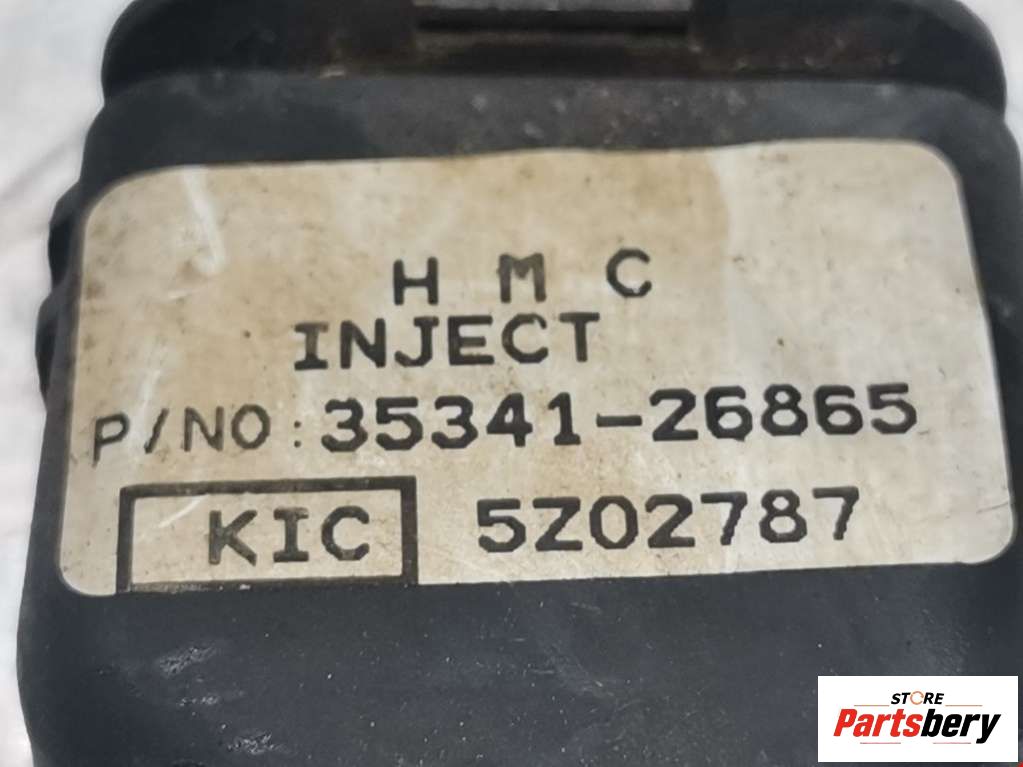 H M C
INJECT
P/NO: 35341-26865
KIC 5Z02787
STORE
Partsbery